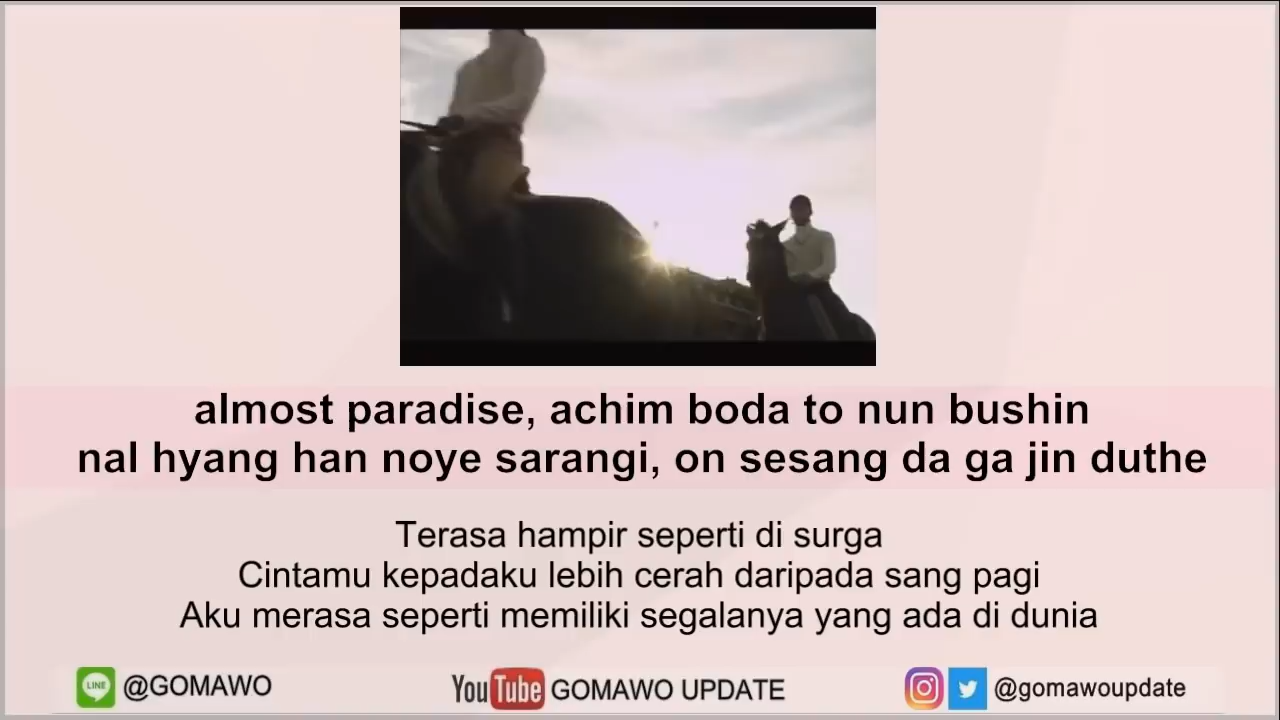 almost paradise, achim boda to nun bushin
nal hyang han noye sarangi, on sesang da ga jin duthe
Terasa hampir seperti di surga
Cintamu kepadaku lebih cerah daripada sang pagi
Aku merasa seperti memiliki segalanya yang ada di dunia
LINE @GOMAWO
YouTube GOMAWO UPDATE
@gomawoupdate